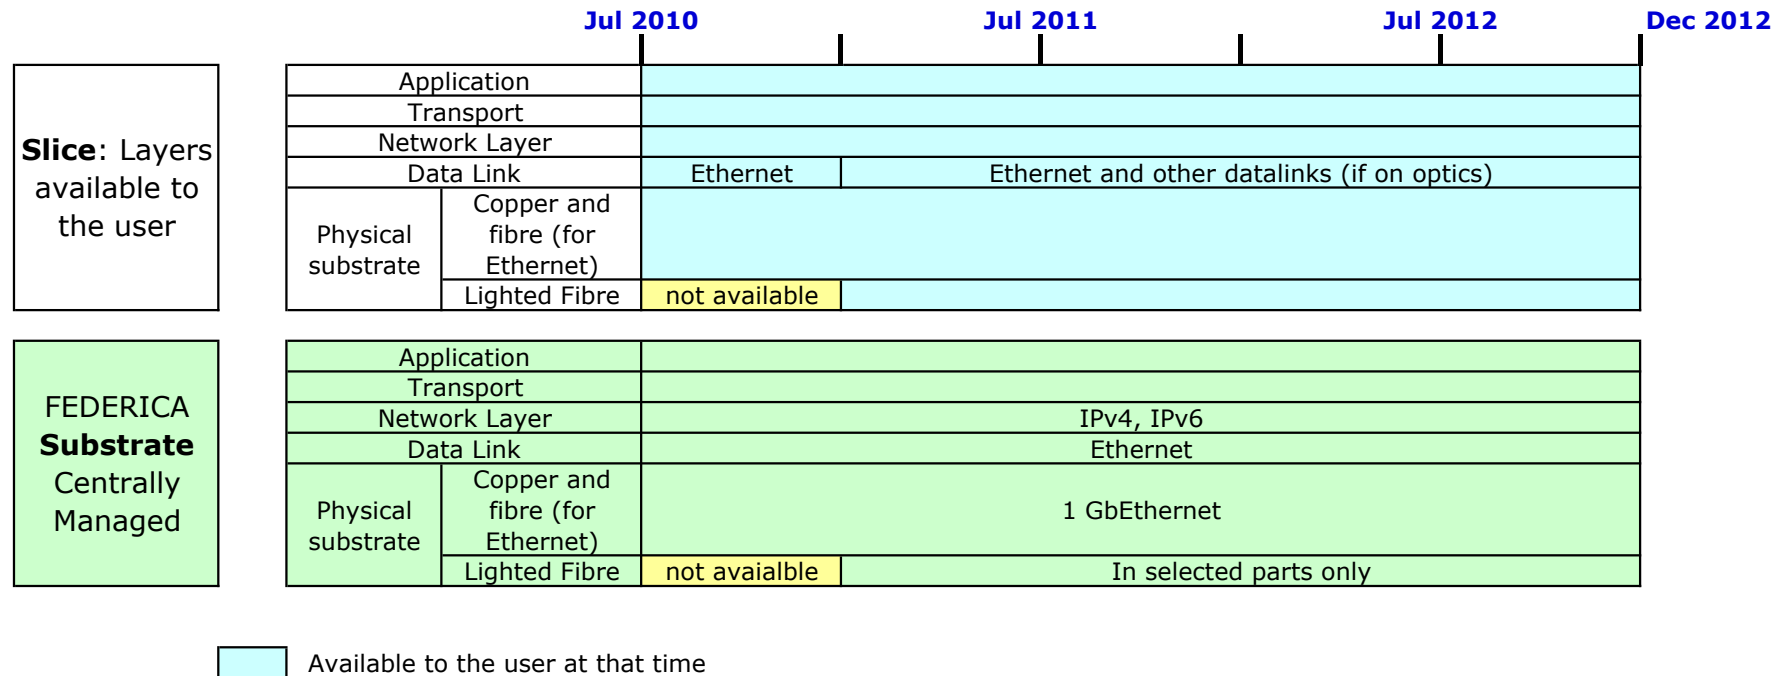 Jul 2010
Jul 2011
Jul 2012
Dec 2012
Slice: Layers
available to
the user
Application
Transport
Network Layer
Data Link
Ethernet
Ethernet and other datalinks (if on optics)
Physical
substrate
Copper and
fibre (for
Ethernet)
Lighted Fibre
not available
FEDERICA
Substrate
Centrally
Managed
Application
Transport
Network Layer
IPv4, IPv6
Data Link
Ethernet
Physical
substrate
Copper and
fibre (for
Ethernet)
1 GbEthernet
Lighted Fibre
not avaialble
In selected parts only
Available to the user at that time